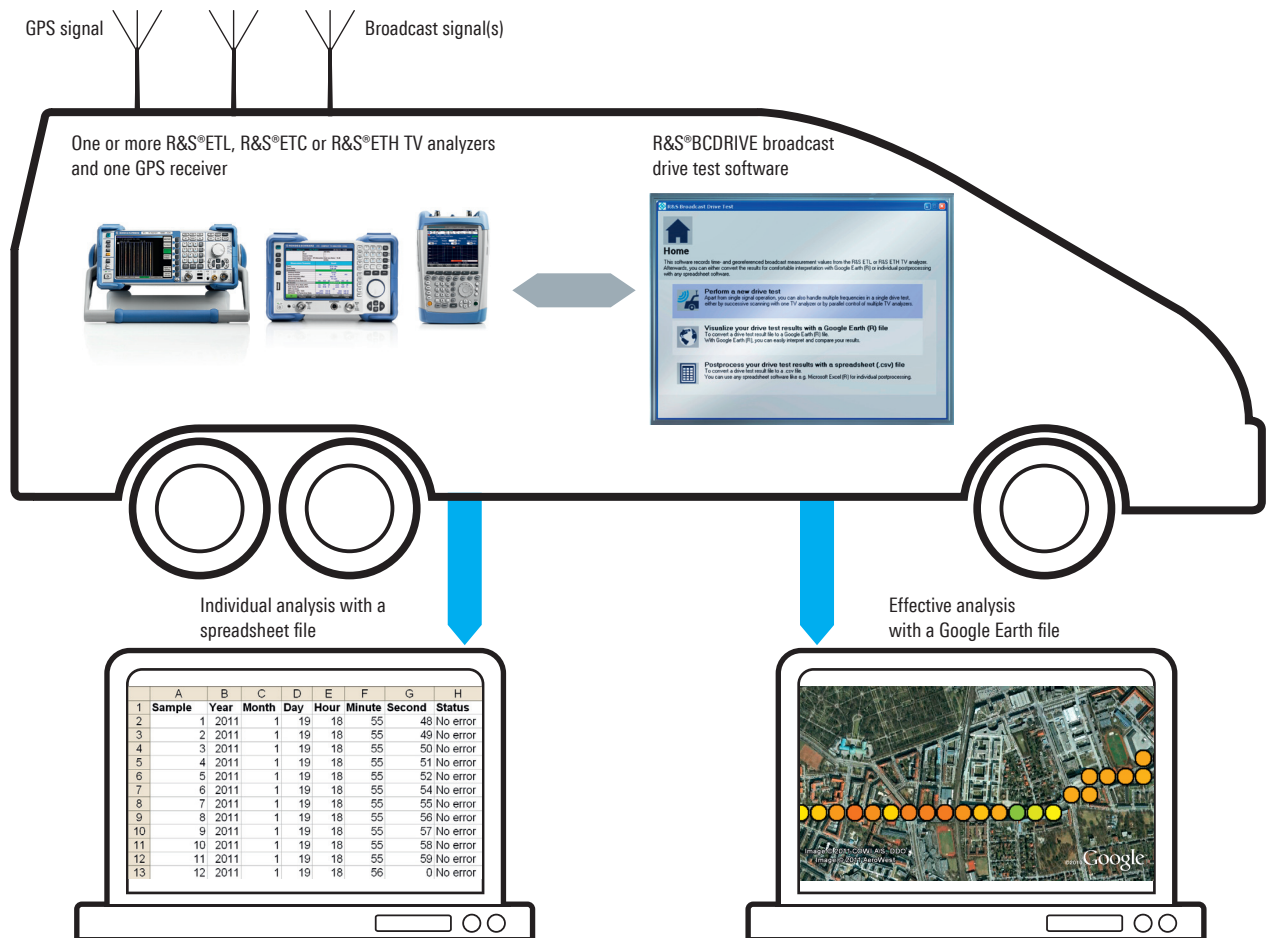 GPS signal
Broadcast signal(s)
One or more R&S®ETL, R&S®ETC or R&S®ETH TV analyzers
and one GPS receiver
R&S®BCDRIVE broadcast
drive test software
R&S Broadcast Drive Test
Home
This software records time- and georeferenced broadcast measurement values from the R&S ETL or R&S ETH TV analyzer.
Afterwards, you can either convert the results for comfortable interpretation with Google Earth (R) or individual postprocessing
with any spreadsheet software.
Perform a new drive test
Apart from single signal operation, you can also handle multiple frequencies in a single drive test,
either by successive scanning with one TV analyzer or by parallel control of multiple TV analyzers.
Visualize your drive test results with a Google Earth (R) file
To convert a drive test result file to a Google Earth (R) file.
With Google Earth (R), you can easily interpret and compare your results.
Postprocess your drive test results with a spreadsheet (.csv) file
To convert a drive test result file to a .csv file
You can use any spreadsheet software like e.g. Microsoft Excel (R) for individual postprocessing.
Individual analysis with a
spreadsheet file
Effective analysis
with a Google Earth file
A B C D E F G H
1 Sample Year Month Day Hour Minute Second Status
2 1 2011 1 19 18 55 48 No error
3 2 2011 1 19 18 55 49 No error
4 3 2011 1 19 18 55 50 No error
5 4 2011 1 19 18 55 51 No error
6 5 2011 1 19 18 55 52 No error
7 6 2011 1 19 18 55 54 No error
8 7 2011 1 19 18 55 55 No error
9 8 2011 1 19 18 55 56 No error
10 9 2011 1 19 18 55 57 No error
11 10 2011 1 19 18 55 58 No error
12 11 2011 1 19 18 55 59 No error
13 12 2011 1 19 18 56 0 No error
Image © 2011 COWI A/S, DDO
Image © 2011 AeroWest
©2010 Google